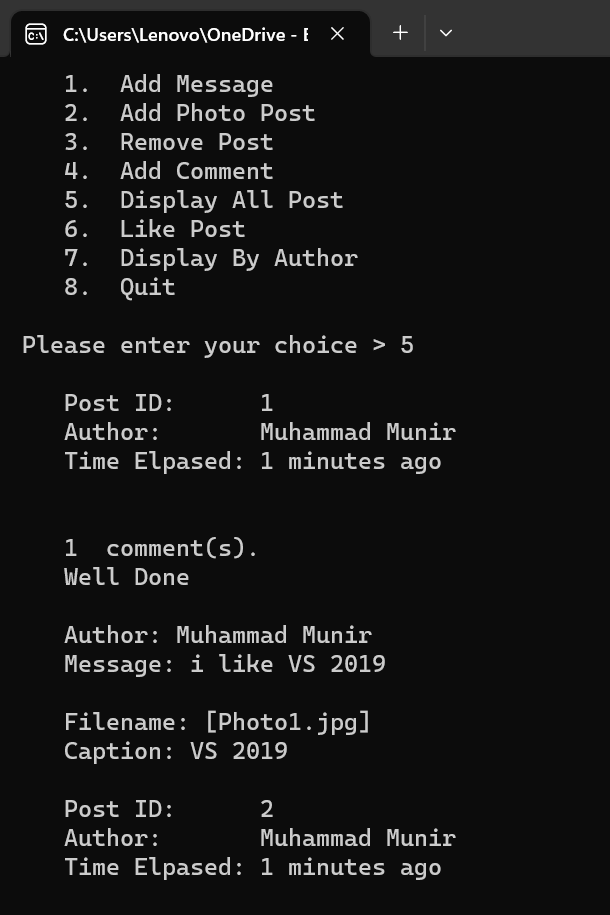 C:\Users\Lenovo\OneDrive - E
1. Add Message
2. Add Photo Post
3. Remove Post
4. Add Comment
5. Display All Post
6. Like Post
7. Display By Author
8. Quit
Please enter your choice > 5
Post ID: 1
Author: Muhammad Munir
Time Elpased: 1 minutes ago
1 comment(s).
Well Done
Author: Muhammad Munir
Message: i like VS 2019
Filename: [Photo1.jpg]
Caption: VS 2019
Post ID: 2
Author: Muhammad Munir
Time Elpased: 1 minutes ago